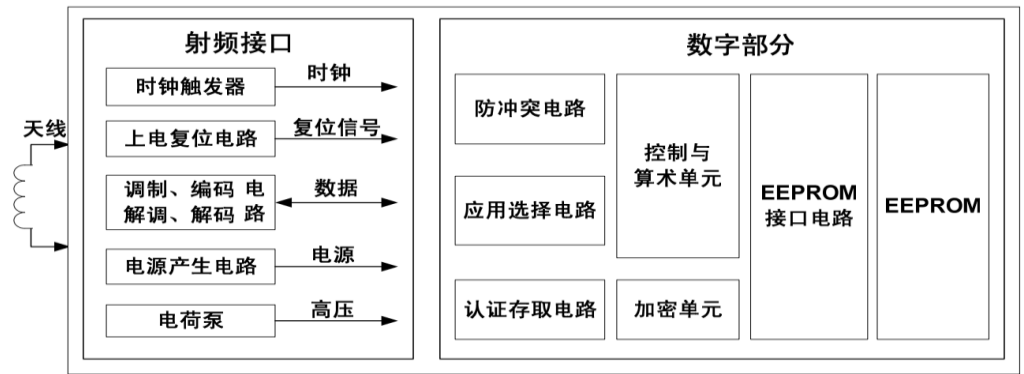 射频接口
数字部分
天线
时钟触发器
时钟
上电复位电路
复位信号
调制、编码 电
解调、解码 路
数据
电源产生电路
电源
电荷泵
高压
防冲突电路
应用选择电路
认证存取电路
控制与
算术单元
加密单元
EEPROM
接口电路
EEPROM